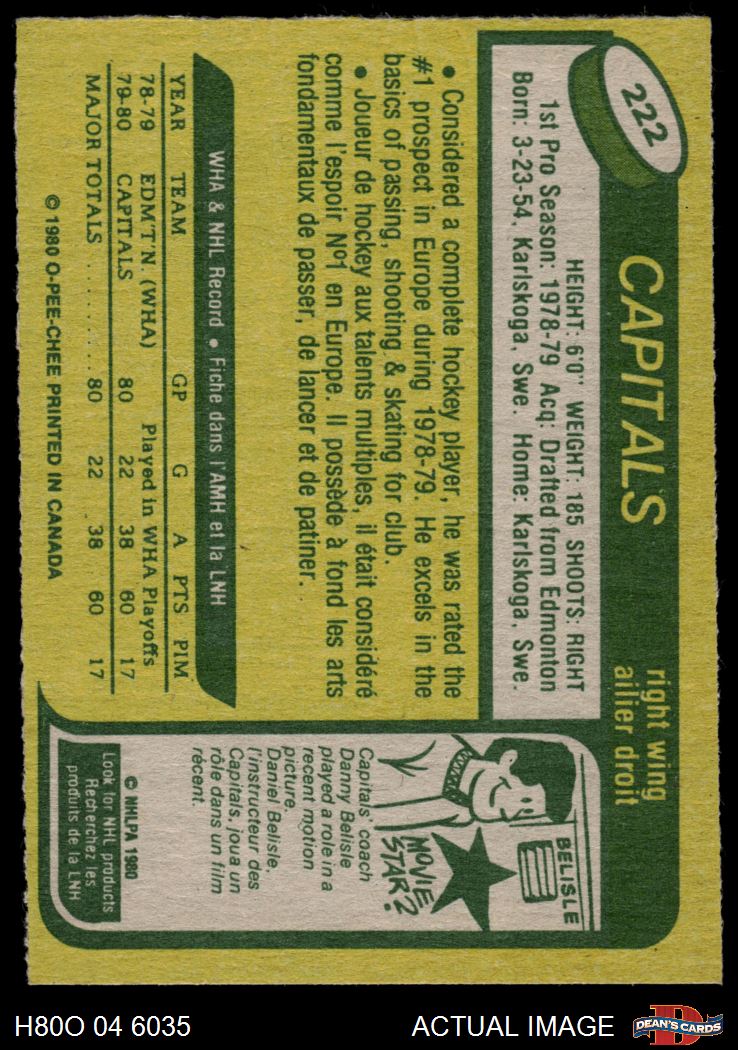 222
CAPITALS
right wing
ailier droit
HEIGHT: 6'0" WEIGHT: 185 SHOOTS: RIGHT
1st Pro Season: 1978-79 Acq: Drafted from Edmonton
Born: 3-23-54, Karlskoga, Swe. Home: Karlskoga, Swe.
• Considered a complete hockey player, he was rated the
#1 prospect in Europe during 1978-79. He excels in the
basics of passing, shooting & skating for club.
• Joueur de hockey aux talents multiples, il était considéré
comme l'espoir Nº1 en Europe. Il possède à fond les arts
fondamentaux de passer, de lancer et de patiner.
WHA & NHL Record • Fiche dans l'AMH et la LNH
YEAR TEAM GP G A PTS PIM
78-79 EDM'T'N. (WHA) Played in WHA Playoffs
79-80 CAPITALS 80 22 38 60 17
MAJOR TOTALS ......... 80 22 38 60 17
© 1980 O-PEE-CHEE PRINTED IN CANADA
BELISLE
MOVIE
STAR?
Capitals' coach
Danny Belisle
played a role in a
recent motion
picture.
Daniel Belisle,
l'instructeur des
Capitals, joua un
rôle dans un film
récent.
© NHLPA 1980
Look for NHL products
Recherchez les
produits de la LNH
H80O 04 6035
ACTUAL IMAGE
D
DEAN'S CARDS